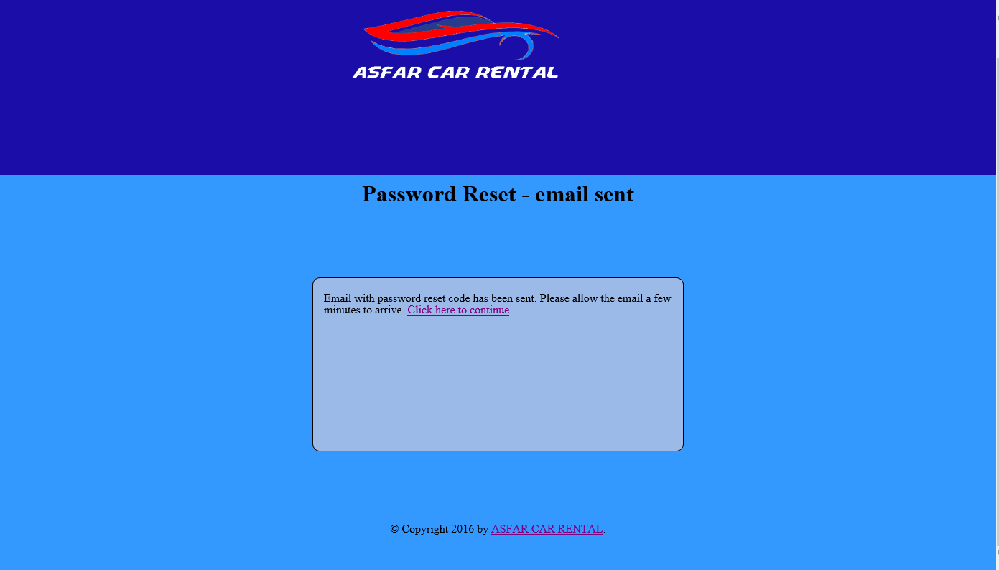 ASFAR CAR RENTAL
Password Reset - email sent
Email with password reset code has been sent. Please allow the email a few
minutes to arrive. Click here to continue
© Copyright 2016 by ASFAR CAR RENTAL.